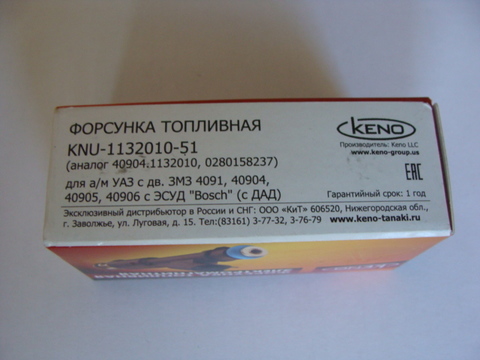 ФОРСУНКА ТОПЛИВНАЯ
KNU-1132010-51
(аналог 40904.1132010, 0280158237)
для а/м УАЗ с дв. ЗМЗ 4091, 40904,
40905, 40906 с ЭСУД "Bosch" (с ДАД)
KENO
Производитель: Keno LLC
www.keno-group.us
EAC
Гарантийный срок: 1 год
Эксклюзивный дистрибьютор в России и СНГ: ООО «КиТ» 606520, Нижегородская обл.,
г. Заволжье, ул. Луговая, д. 15. Тел:(83161) 3-77-32, 3-76-79
www.keno-tanaki.ru